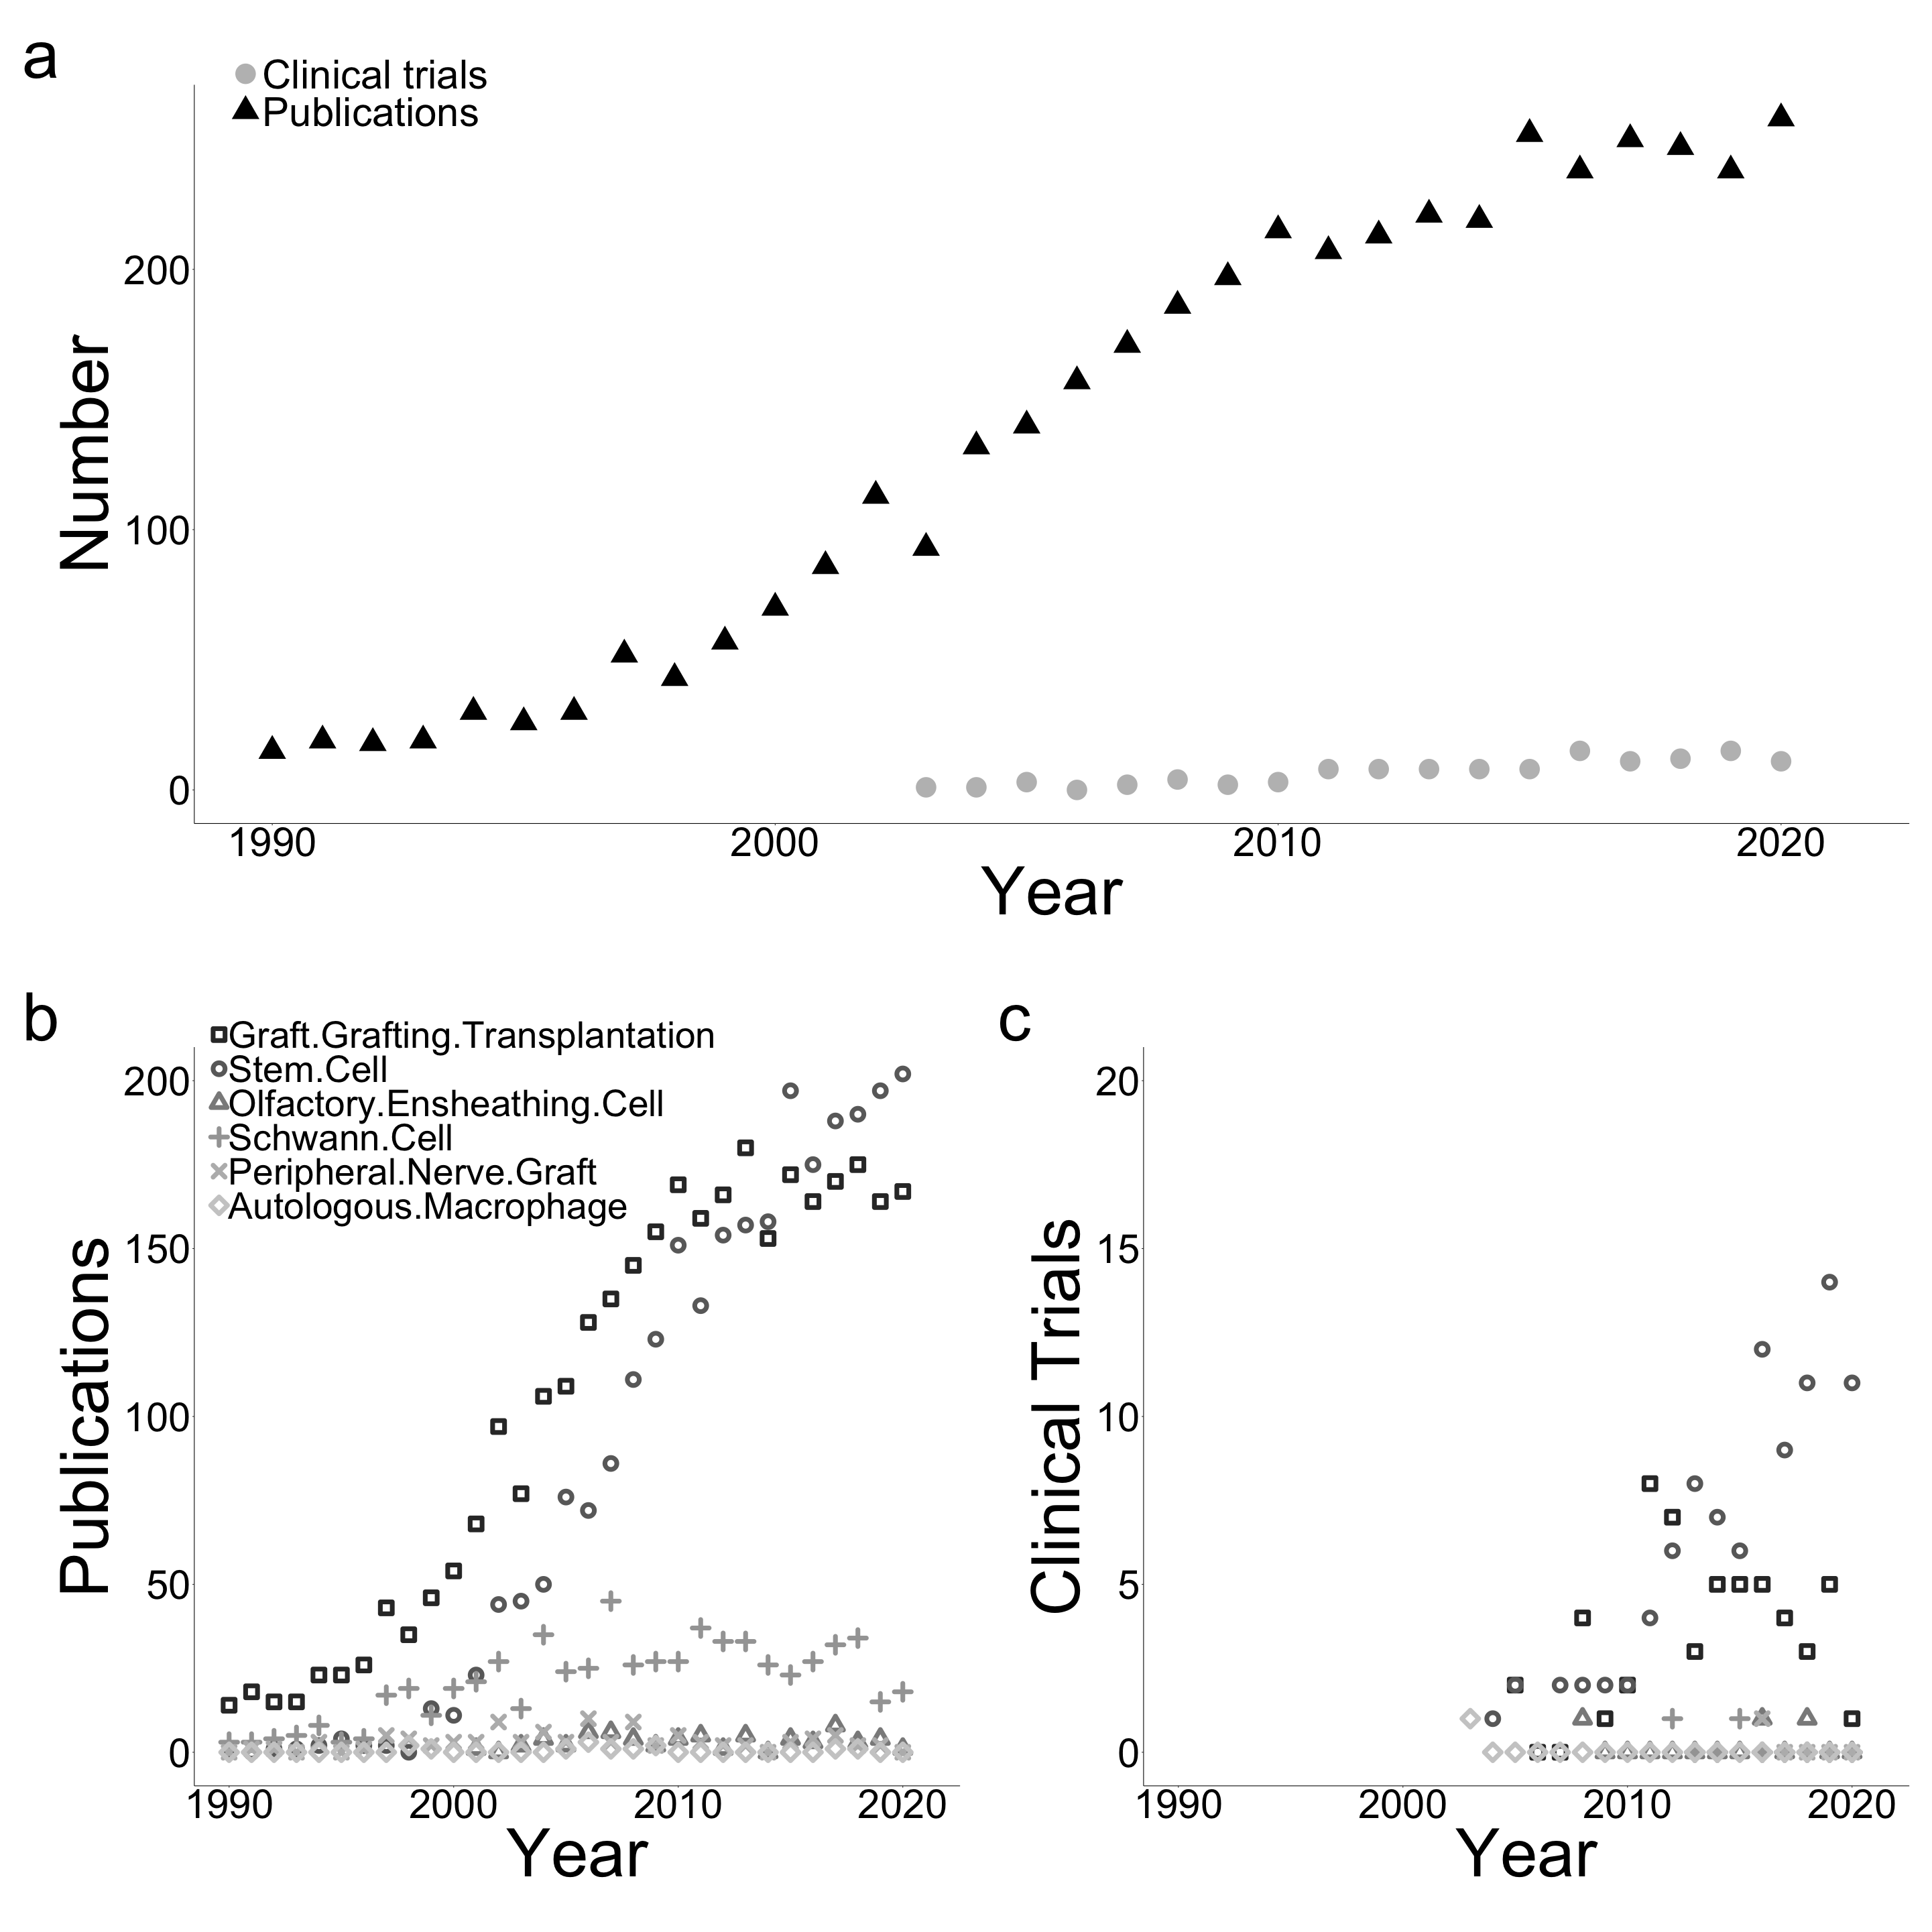 a
Clinical trials
Publications
Number
200
100
0
1990 2000 2010 2020
Year
b
Graft.Grafting.Transplantation
Stem.Cell
Olfactory.Ensheathing.Cell
Schwann.Cell
Peripheral.Nerve.Graft
Autologous.Macrophage
Publications
200
150
100
50
0
1990 2000 2010 2020
Year
c
Clinical Trials
20
15
10
5
0
1990 2000 2010 2020
Year